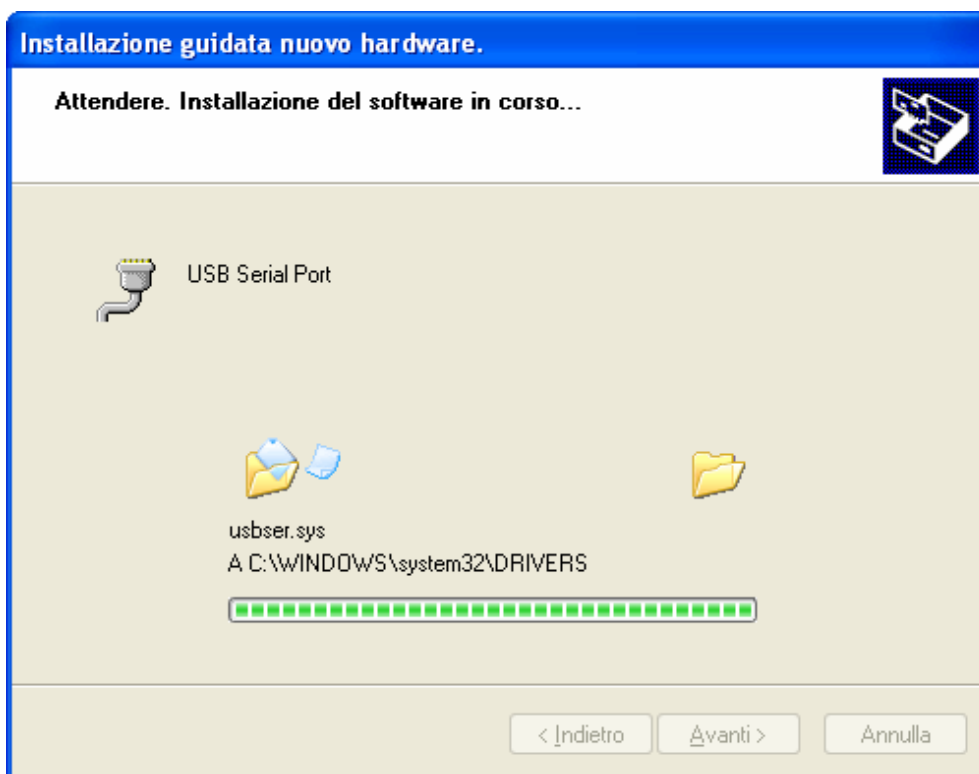 Installazione guidata nuovo hardware.
Attendere. Installazione del software in corso...
USB Serial Port
usbser.sys
A C:\WINDOWS\system32\DRIVERS
< Indietro
Avanti >
Annulla